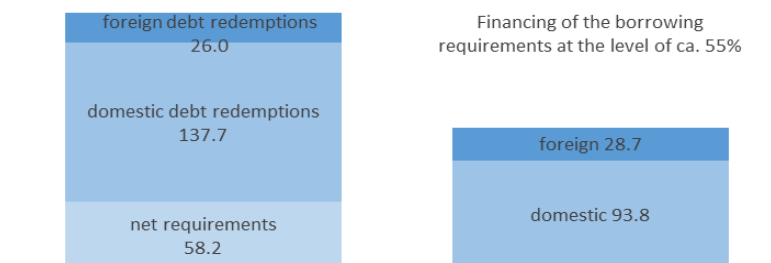 foreign debt redemptions
26.0
domestic debt redemptions
137.7
net requirements
58.2
Financing of the borrowing
requirements at the level of ca. 55%
foreign 28.7
domestic 93.8